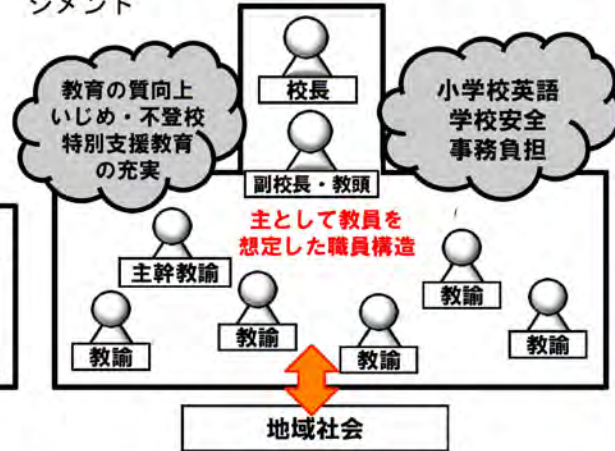 ジメント
校長
副校長・教頭
教育の質向上
いじめ・不登校
特別支援教育
の充実
小学校英語
学校安全
事務負担
主として教員を
想定した職員構造
主幹教諭
教諭
教諭
教諭
教諭
教諭
地域社会